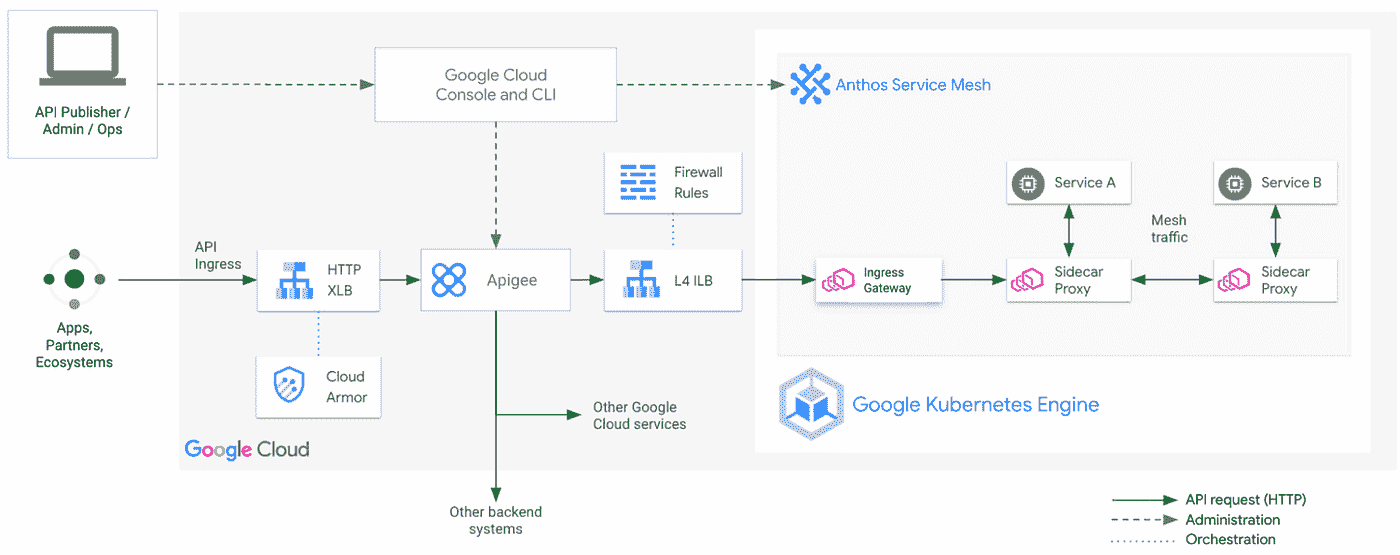 API Publisher /
Admin / Ops
Google Cloud
Console and CLI
Anthos Service Mesh
Firewall
Rules
Service A
Service B
Mesh
traffic
API
Ingress
HTTP
XLB
Apigee
L4 ILB
Ingress
Gateway
Sidecar
Proxy
Sidecar
Proxy
Apps,
Partners,
Ecosystems
Cloud
Armor
Other Google
Cloud services
Google Kubernetes Engine
Google Cloud
Other backend
systems
API request (HTTP)
Administration
Orchestration